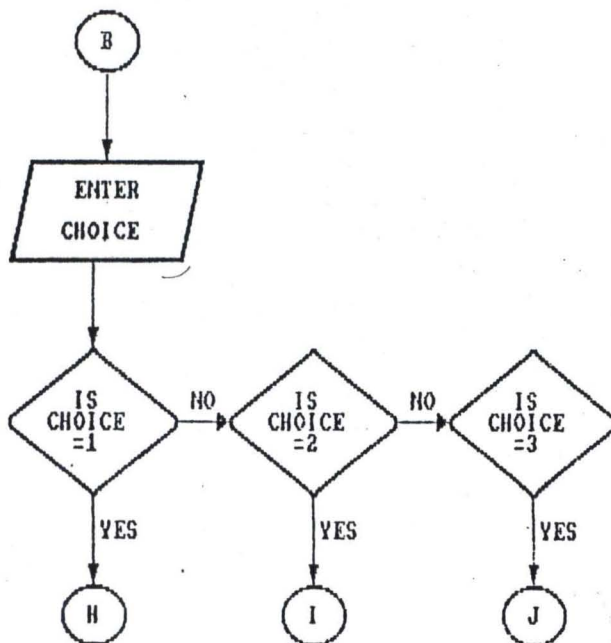 B
ENTER
CHOICE
IS
CHOICE
=1
NO
IS
CHOICE
=2
NO
IS
CHOICE
=3
YES
YES
YES
H
I
J